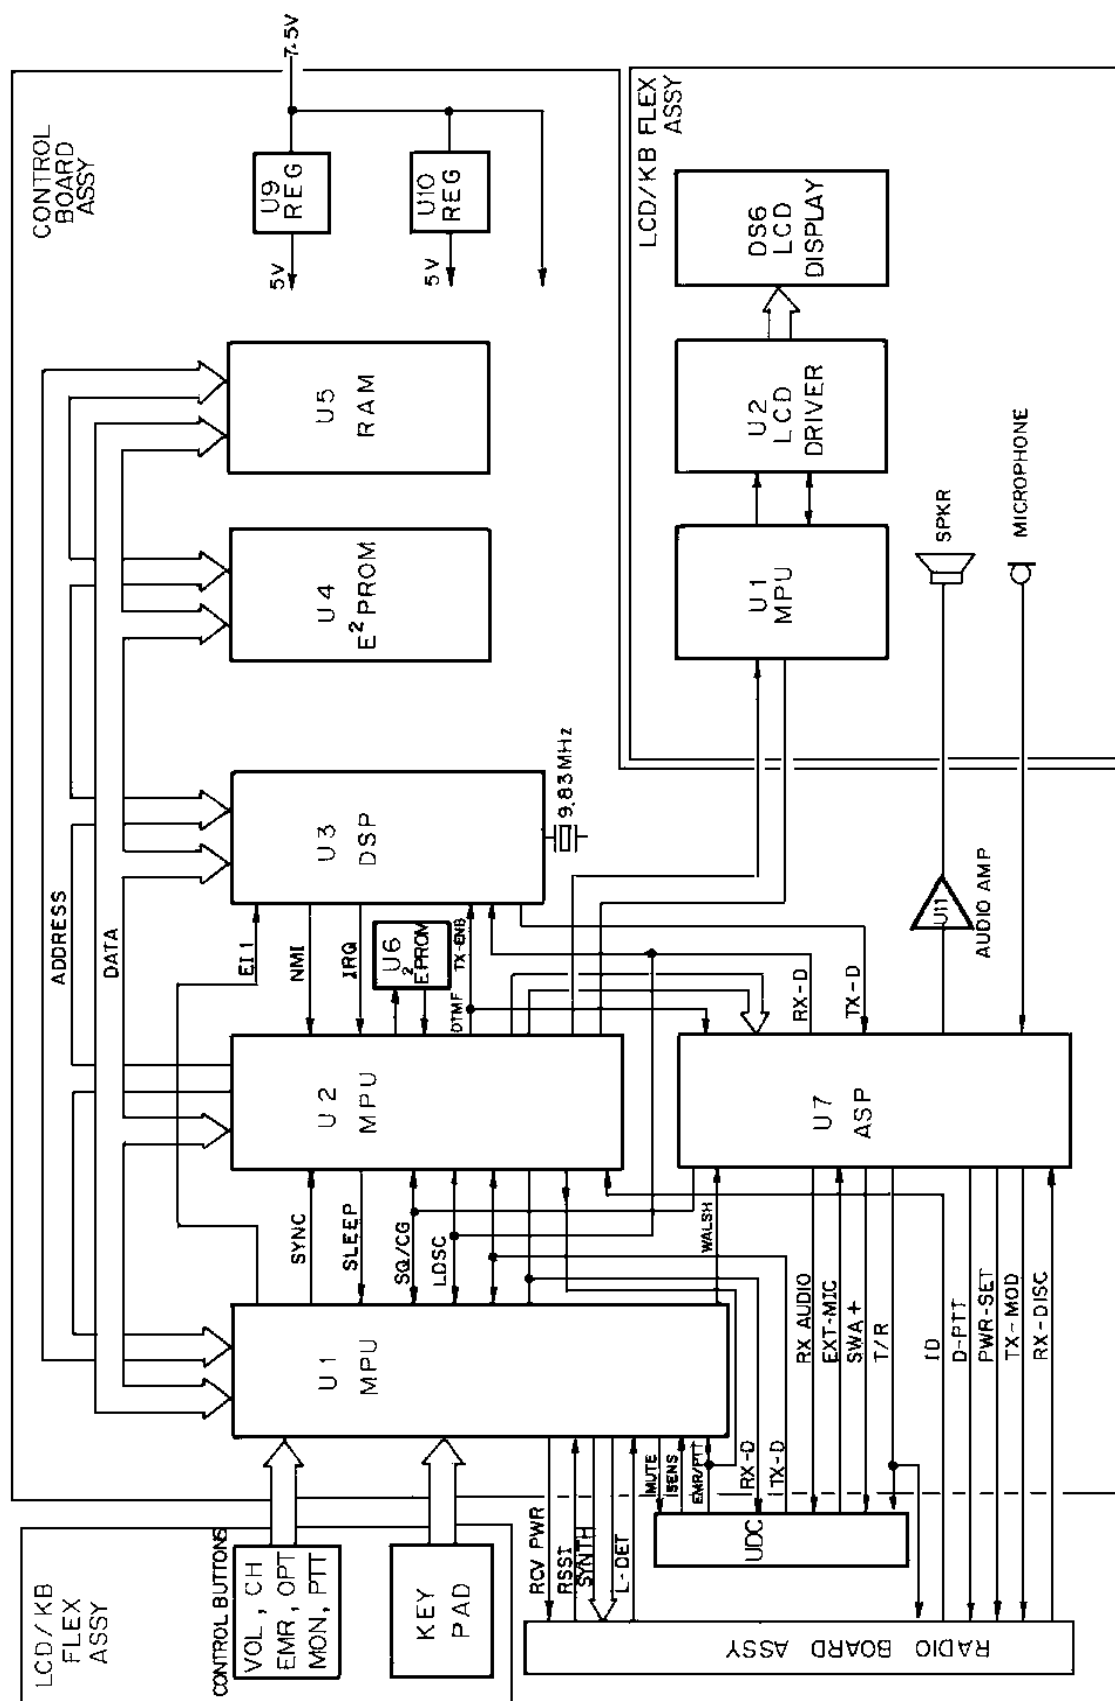 LCD/KB
FLEX
ASSY
CONTROL BUTTONS
VOL, CH
EMR, OPT
MON, PTT
KEY
PAD
RADIO BOARD ASSY
RCV PWR
RSSI
SYNTH
L-DET
UDC
MUTE
ISENS
EMR/PTT
RX-D
TX-D
RX AUDIO
EXT-MIC
SWA+
T/R
ID
D-PTT
PWR-SET
TX-MOD
RX-DISC
U1
MPU
SYNC
SLEEP
SQ/CG
LDSC
WALSH
U2
MPU
ADDRESS
DATA
EI1
NMI
IRQ
U6
E²PROM
DTMF
TX-ENB
RX-D
TX-D
U7
ASP
U3
DSP
9.83MHz
U11
AUDIO AMP
U4
E²PROM
U5
RAM
CONTROL
BOARD
ASSY
7.5V
U9
REG
5V
U10
REG
5V
LCD/KB FLEX
ASSY
U1
MPU
U2
LCD
DRIVER
DS6
LCD
DISPLAY
SPKR
MICROPHONE